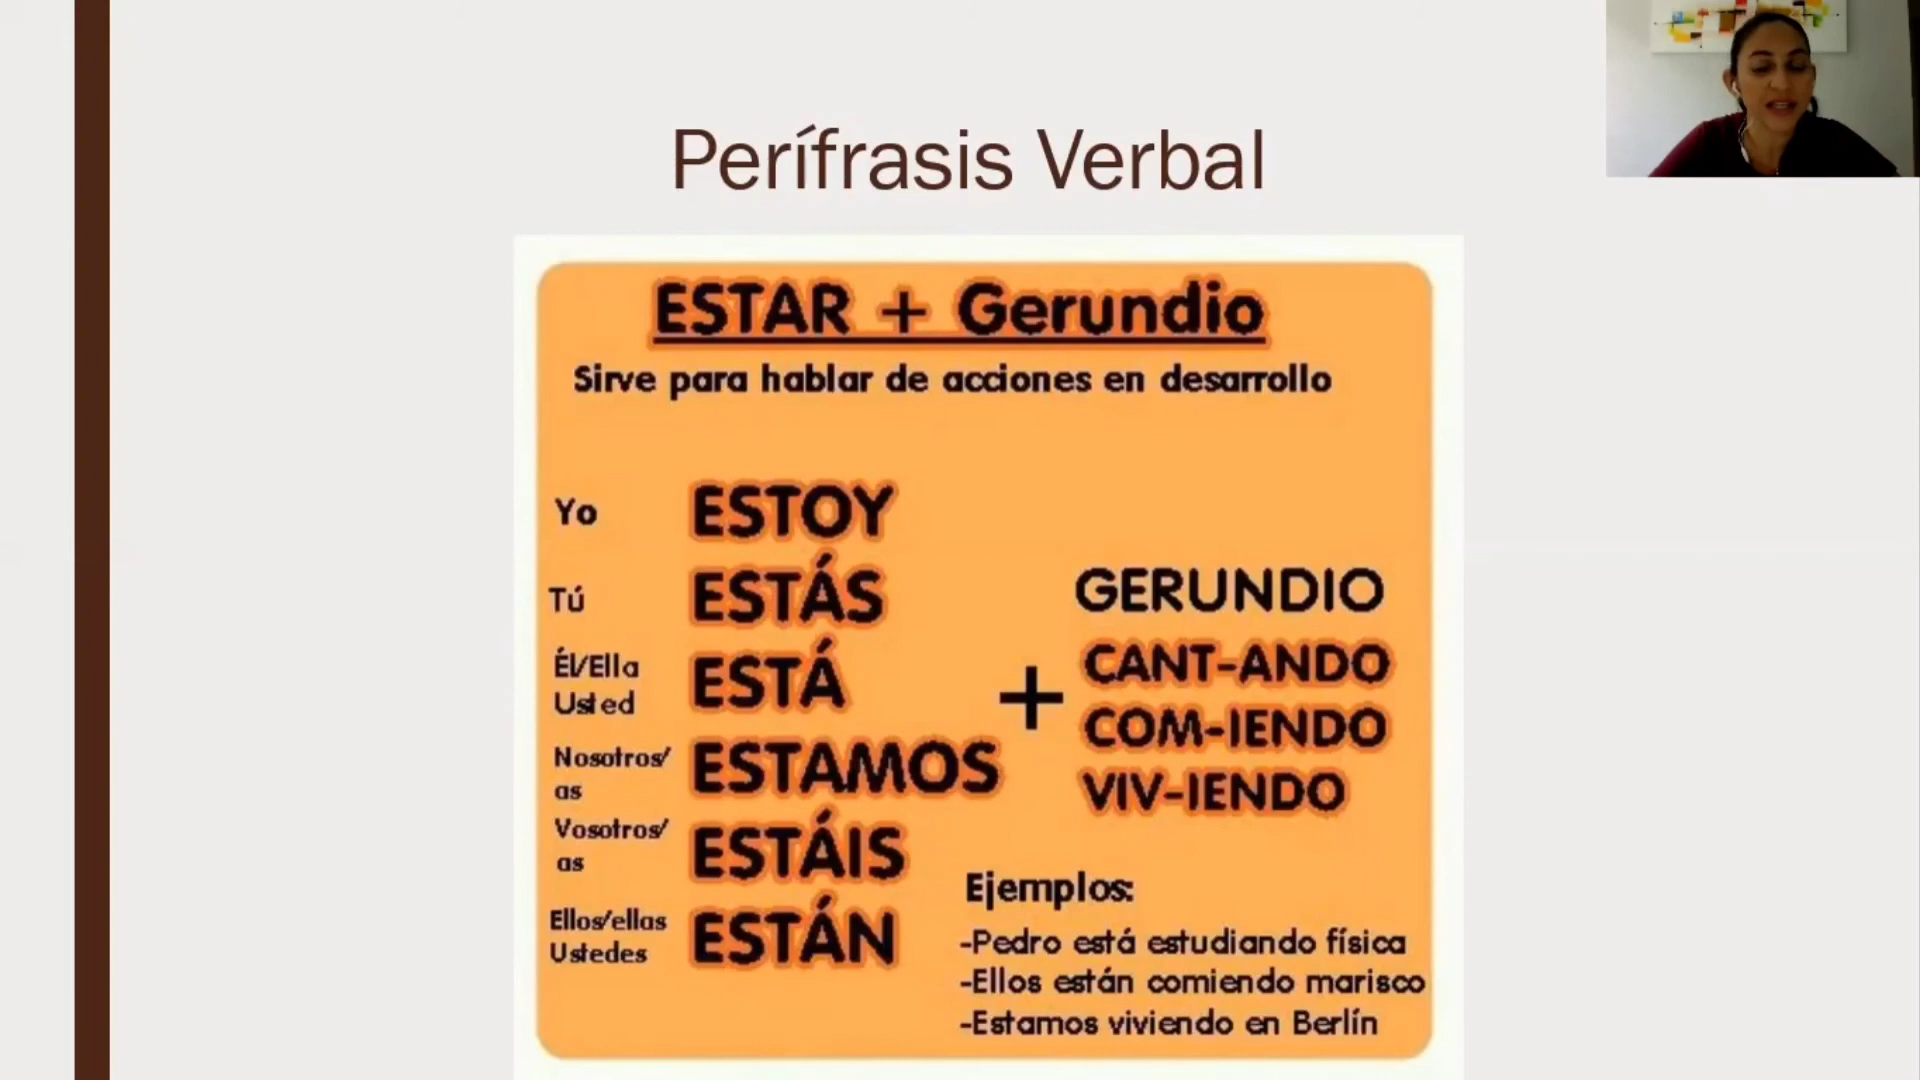 Perífrasis Verbal
ESTAR + Gerundio
Sirve para hablar de acciones en desarrollo
Yo ESTOY
Tú ESTÁS
Él/Ella
Usted
ESTÁ
Nosotros/
as
ESTAMOS
Vosotros/
as
ESTÁIS
Ellos/ellas
Ustedes
ESTÁN
+
GERUNDIO
CANT-ANDO
COM-IENDO
VIV-IENDO
Ejemplos:
-Pedro está estudiando física
-Ellos están comiendo marisco
-Estamos viviendo en Berlín